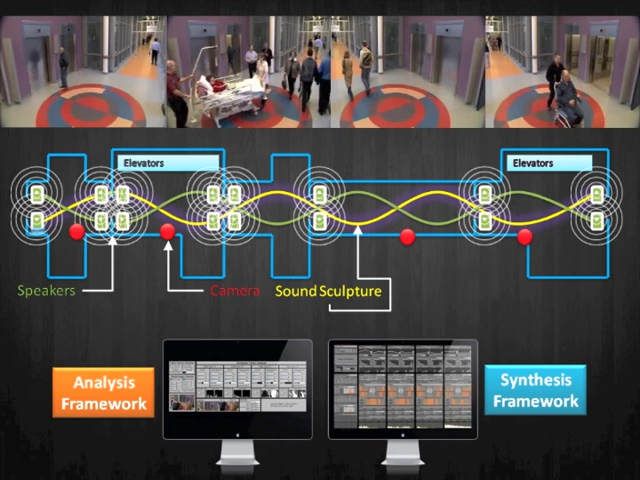 Elevators
Elevators
Speakers
Camera
Sound Sculpture
Analysis
Framework
Synthesis
Framework